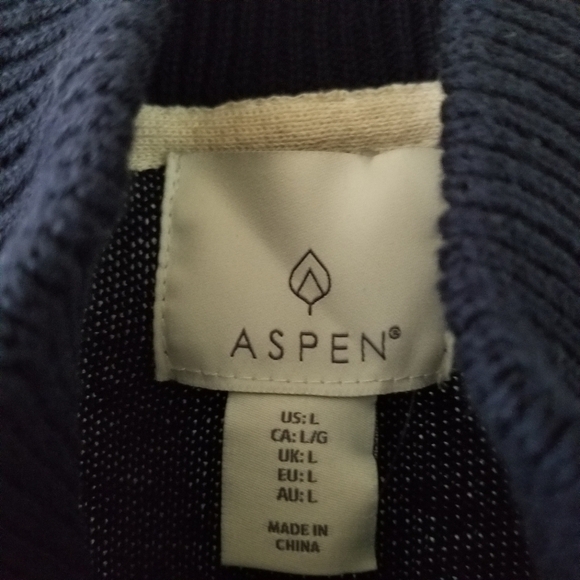 ASPEN®
US: L
CA: L/G
UK: L
EU: L
AU: L
MADE IN
CHINA